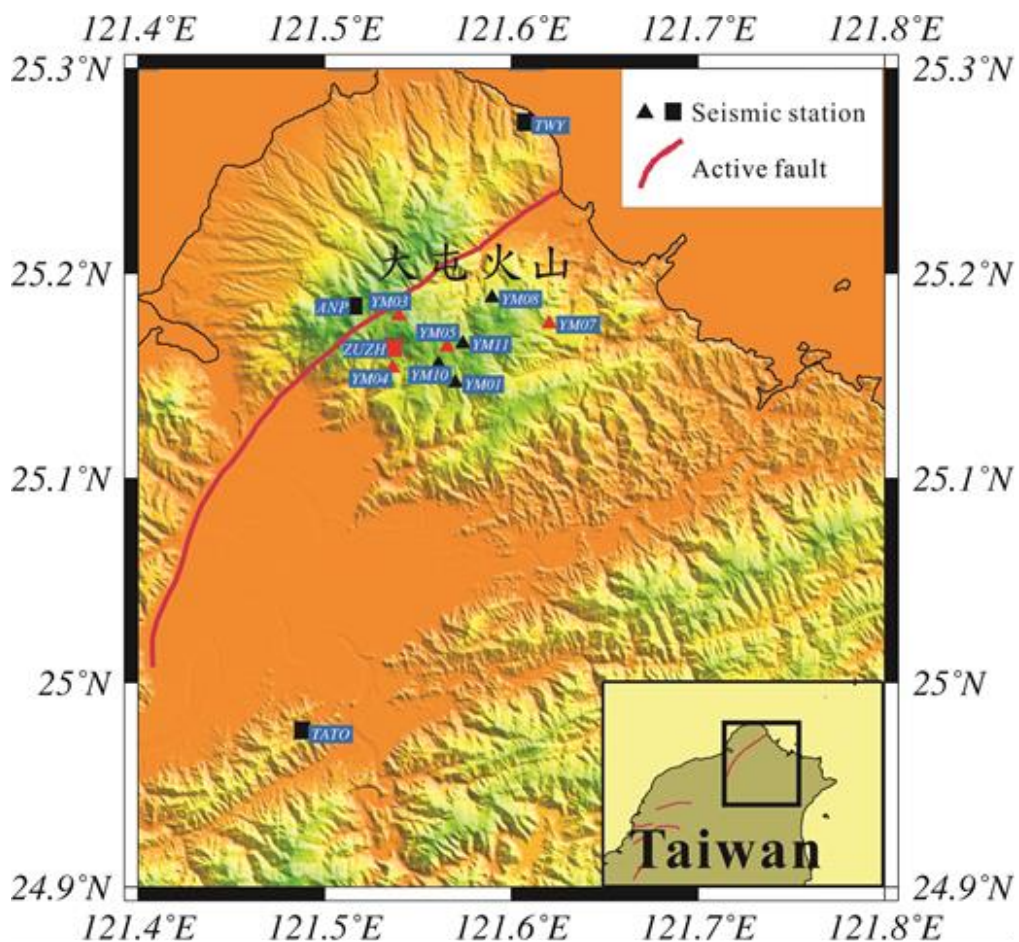 121.4°E 121.5°E 121.6°E 121.7°E 121.8°E
25.3°N 25.3°N
Seismic station
TWY
Active fault
大屯火山
25.2°N 25.2°N
ANP YM03 YM08
YM05 YM11 YM07
ZUZH
YM04 YM10 YM01
25.1°N 25.1°N
25°N 25°N
TATO
Taiwan
24.9°N 24.9°N
121.4°E 121.5°E 121.6°E 121.7°E 121.8°E